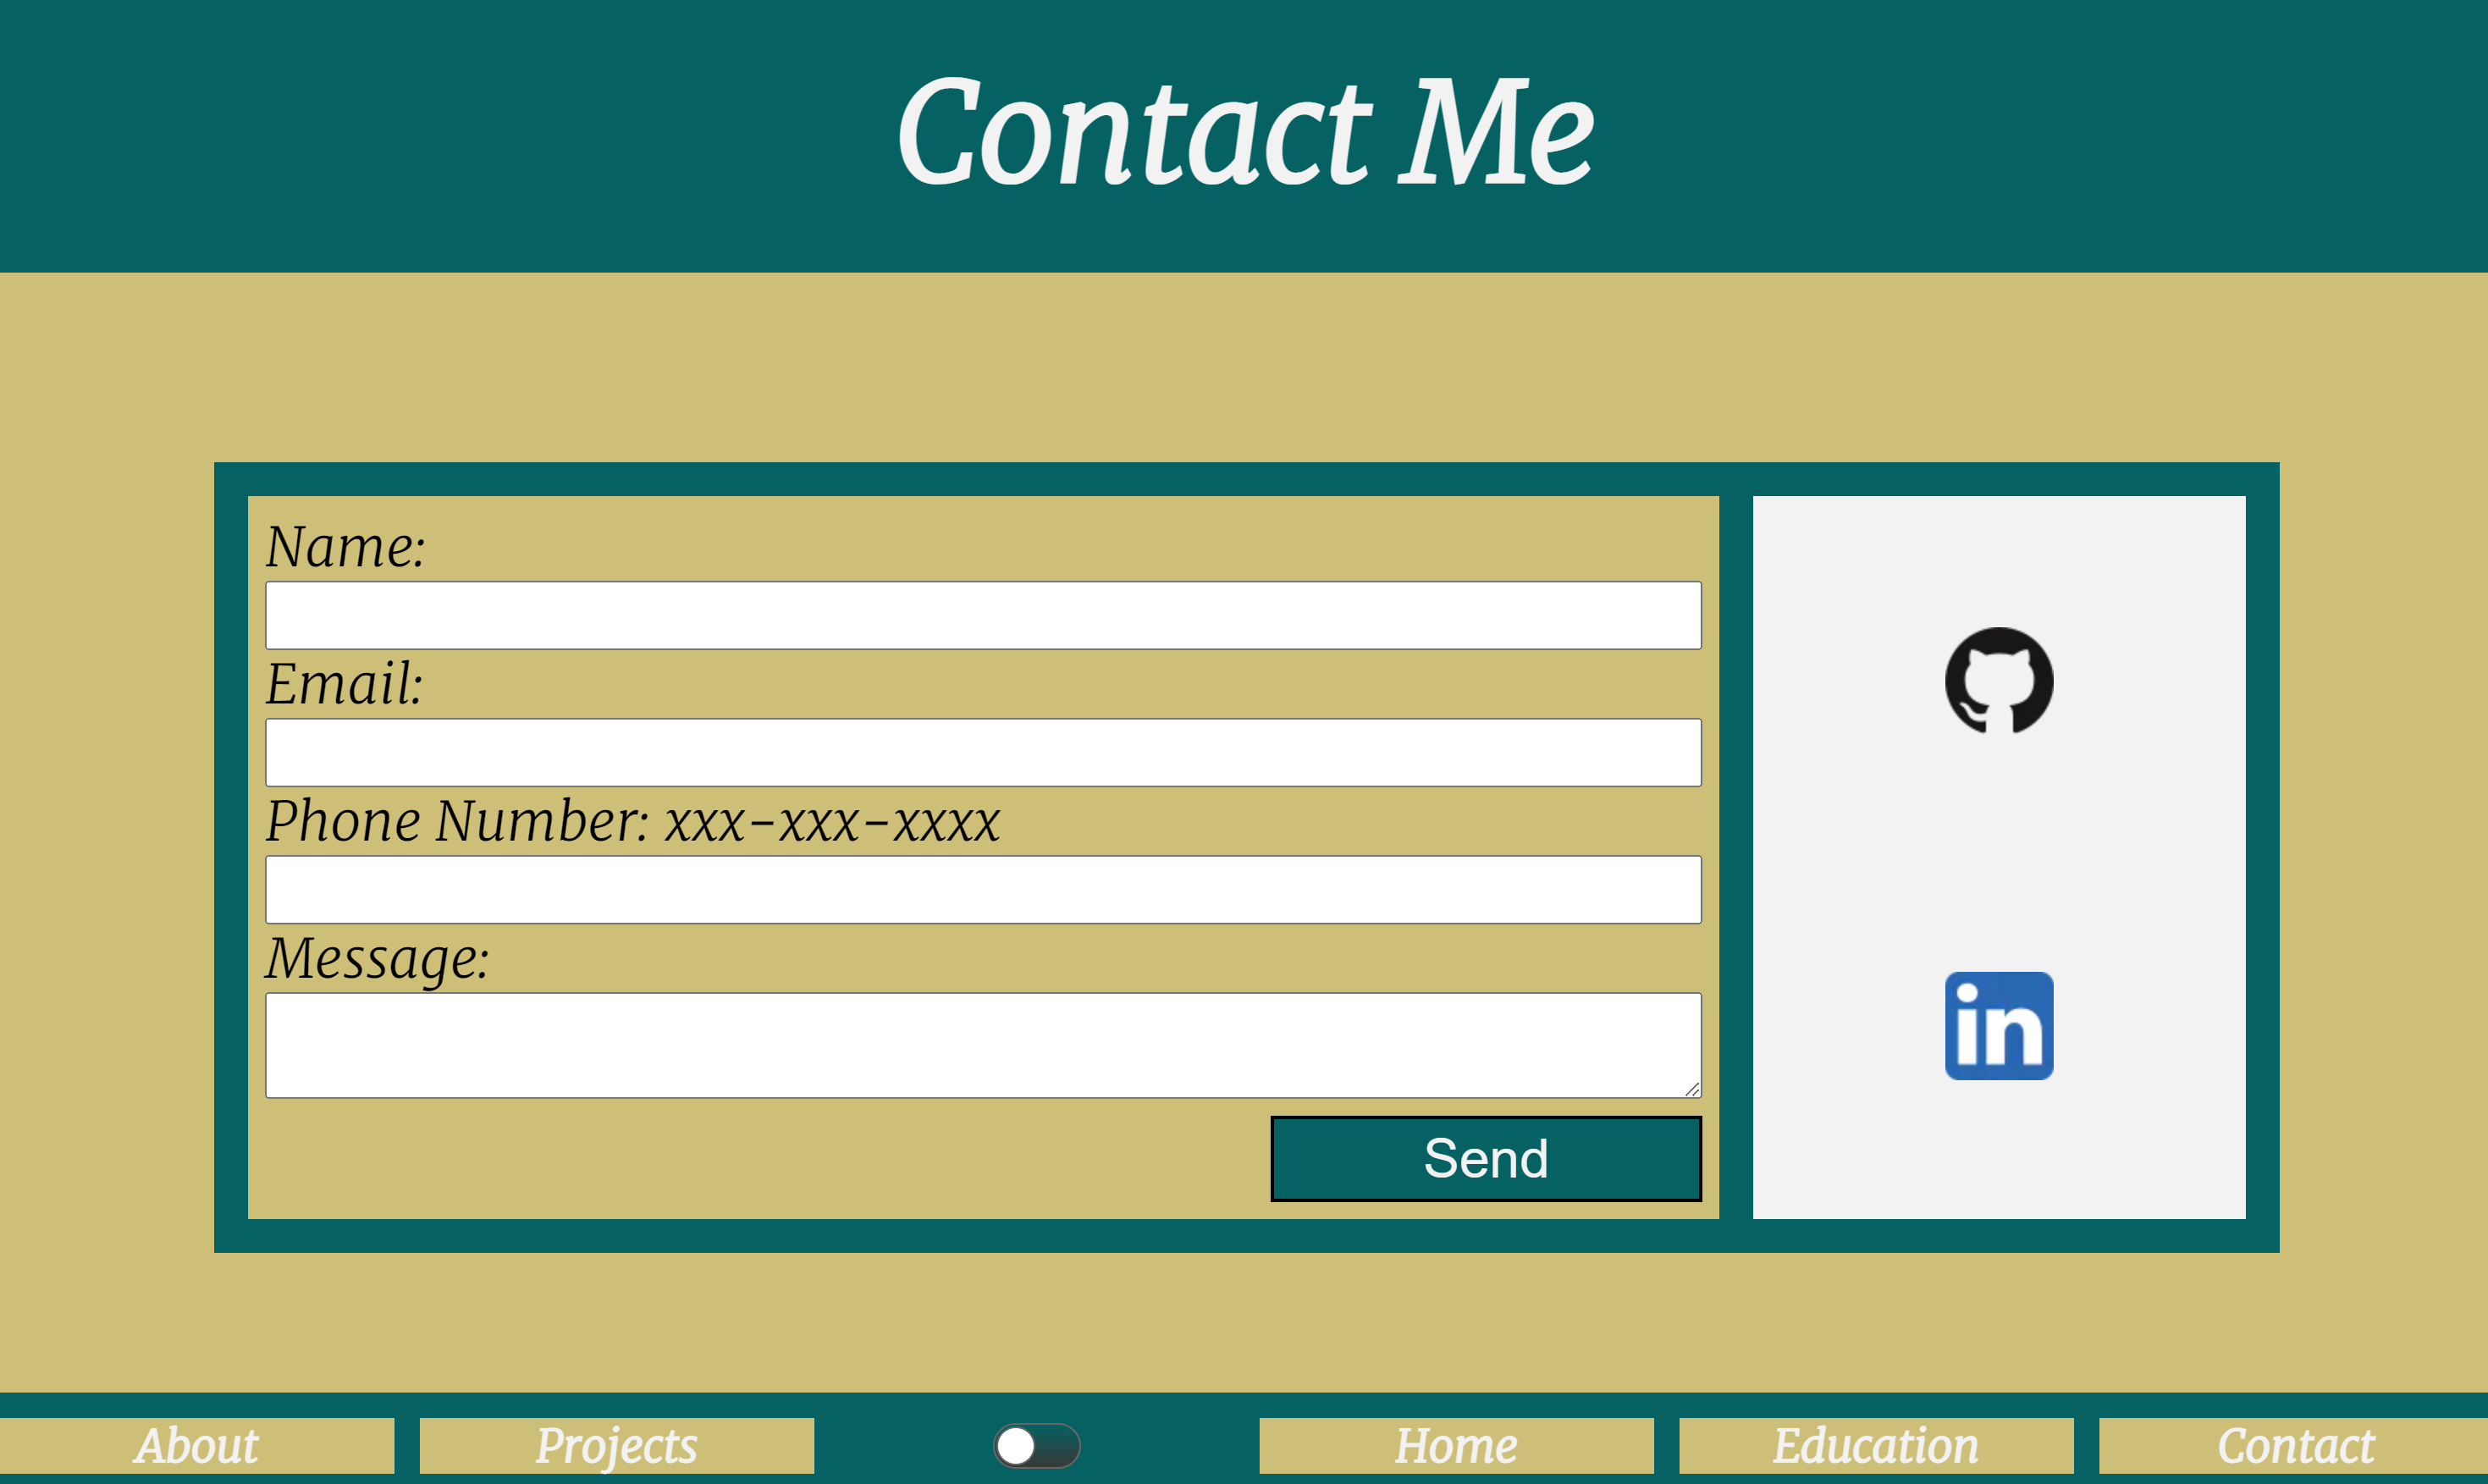 Contact Me
Name:
Email:
Phone Number: xxx-xxx-xxxx
Message:
Send
in
About Projects Home Education Contact